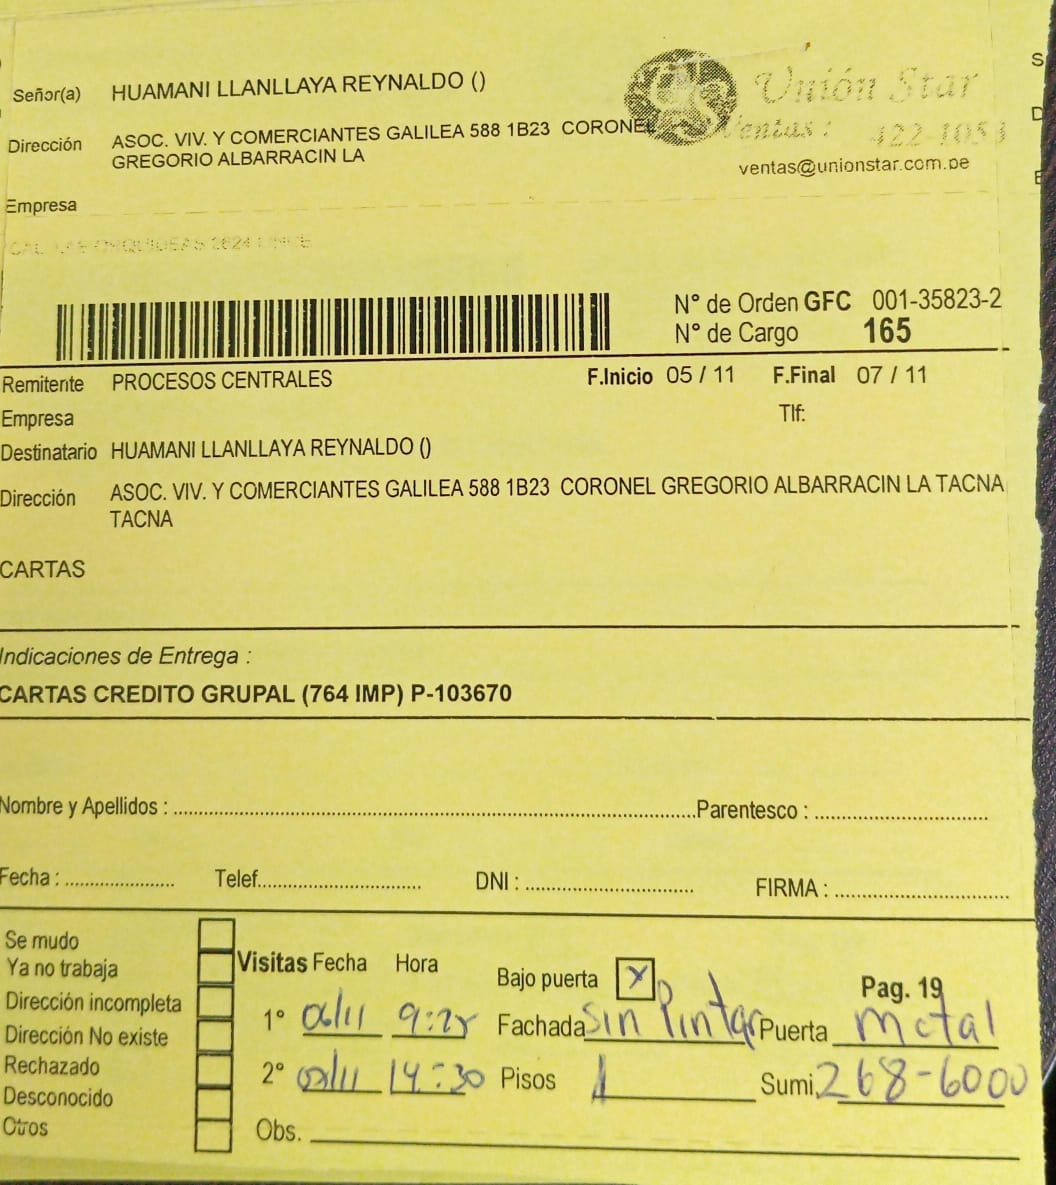 Señor(a) HUAMANI LLANLLAYA REYNALDO ()
Dirección ASOC. VIV. Y COMERCIANTES GALILEA 588 1B23 CORONEL
GREGORIO ALBARRACIN LA
Unión Star
Ventas: 422-1053
ventas@unionstar.com.pe
Empresa
N° de Orden GFC 001-35823-2
N° de Cargo 165
Remitente PROCESOS CENTRALES F.Inicio 05 / 11 F.Final 07 / 11
Empresa Tlf:
Destinatario HUAMANI LLANLLAYA REYNALDO ()
Dirección ASOC. VIV. Y COMERCIANTES GALILEA 588 1B23 CORONEL GREGORIO ALBARRACIN LA TACNA
TACNA
CARTAS
Indicaciones de Entrega :
CARTAS CREDITO GRUPAL (764 IMP) P-103670
Nombre y Apellidos : Parentesco :
Fecha : Telef. DNI : FIRMA :
Se mudo
Ya no trabaja
Dirección incompleta
Dirección No existe
Rechazado
Desconocido
Otros
Visitas Fecha Hora Bajo puerta X Pag. 19
1° Fachada Sin Pintar Puerta Metal
2° 14:30 Pisos 1 Sumi. 268-6000
Obs.